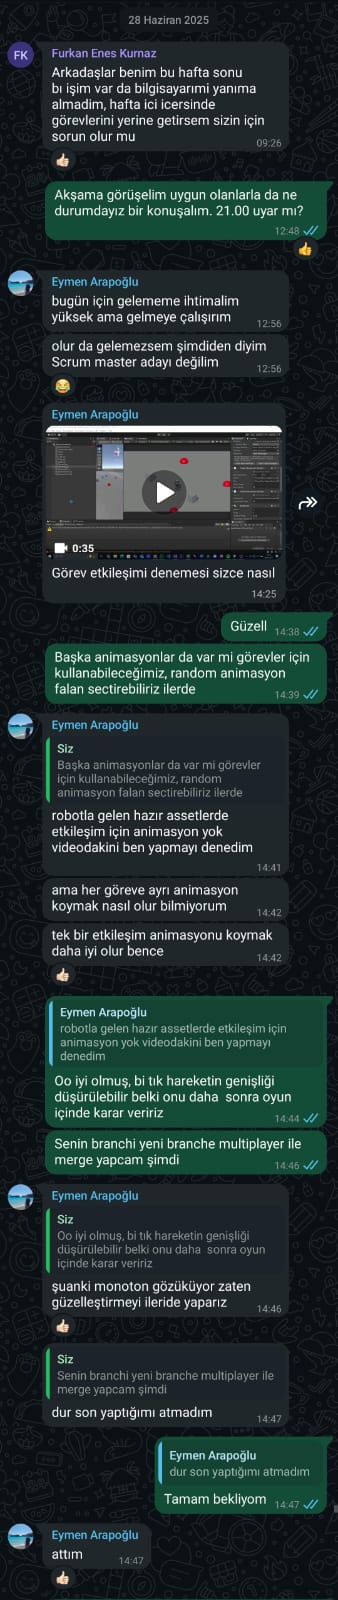 28 Haziran 2025
FK
Furkan Enes Kurnaz
Arkadaşlar benim bu hafta sonu
bı işim var da bilgisayarımi yanıma
almadim, hafta ici icersinde
görevlerini yerine getirsem sizin için
sorun olur mu
09:26
Akşama görüşelim uygun olanlarla da ne
durumdayız bir konuşalım. 21.00 uyar mı?
12:48
Eymen Arapoğlu
bugün için gelememe ihtimalim
yüksek ama gelmeye çalışırım
12:56
olur da gelemezsem şimdiden diyim
Scrum master adayı değilim
12:56
Eymen Arapoğlu
0:35
Görev etkileşimi denemesi sizce nasıl
14:25
Güzell
14:38
Başka animasyonlar da var mi görevler için
kullanabileceğimiz, random animasyon
falan sectirebiliriz ilerde
14:39
Eymen Arapoğlu
Siz
Başka animasyonlar da var mi görevler
için kullanabileceğimiz, random
animasyon falan sectirebiliriz ilerde
robotla gelen hazır assetlerde
etkileşim için animasyon yok
videodakini ben yapmayı denedim
14:41
ama her göreve ayrı animasyon
koymak nasıl olur bilmiyorum
14:42
tek bir etkileşim animasyonu koymak
daha iyi olur bence
14:42
Eymen Arapoğlu
robotla gelen hazır assetlerde etkileşim için
animasyon yok videodakini ben yapmayı
denedim
Oo iyi olmuş, bi tık hareketin genişliği
düşürülebilir belki onu daha  sonra oyun
içinde karar veririz
14:44
Senin branchi yeni branche multiplayer ile
merge yapcam şimdi
14:46
Eymen Arapoğlu
Siz
Oo iyi olmuş, bi tık hareketin genişliği
düşürülebilir belki onu daha  sonra oyun
içinde karar veririz
şuanki monoton gözüküyor zaten
güzelleştirmeyi ileride yaparız
14:46
Siz
Senin branchi yeni branche multiplayer ile
merge yapcam şimdi
dur son yaptığımı atmadım
14:47
Eymen Arapoğlu
dur son yaptığımı atmadım
Tamam bekliyom
14:47
Eymen Arapoğlu
attım
14:47